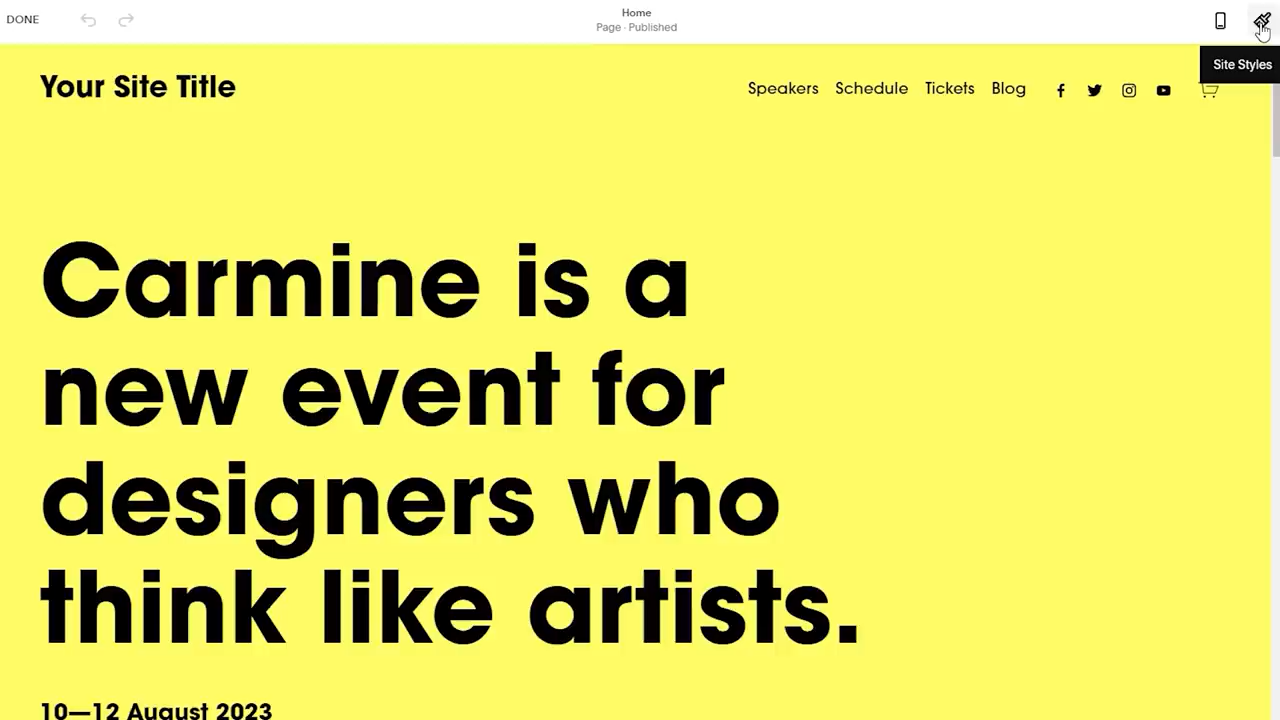 DONE
Home
Page · Published
Site Styles
Your Site Title
Speakers Schedule Tickets Blog
Carmine is a
new event for
designers who
think like artists.
10—12 August 2023